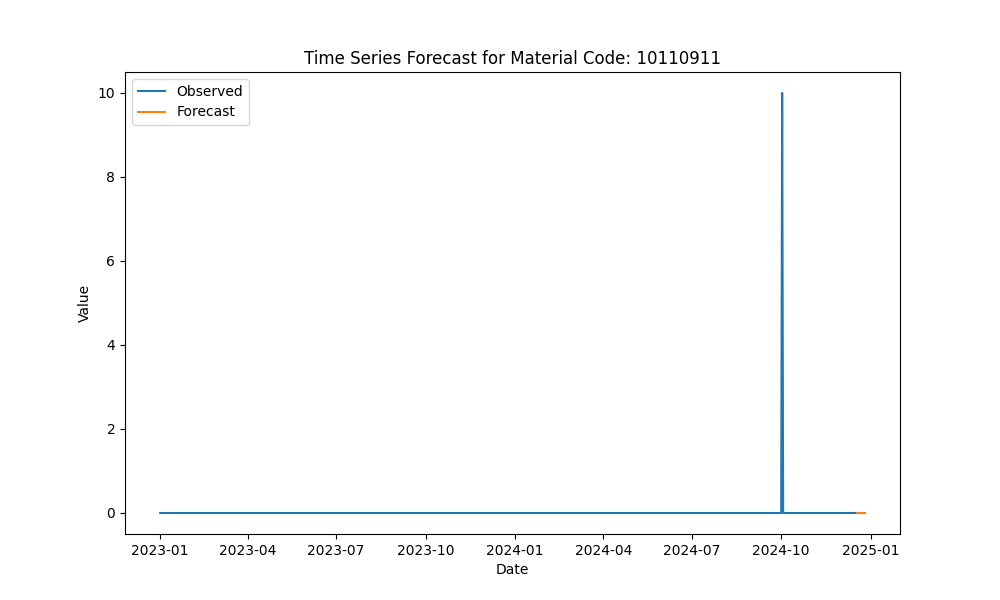 Time Series Forecast for Material Code: 10110911
Observed
Forecast
10
8
6
4
2
0
Value
2023-01 2023-04 2023-07 2023-10 2024-01 2024-04 2024-07 2024-10 2025-01
Date